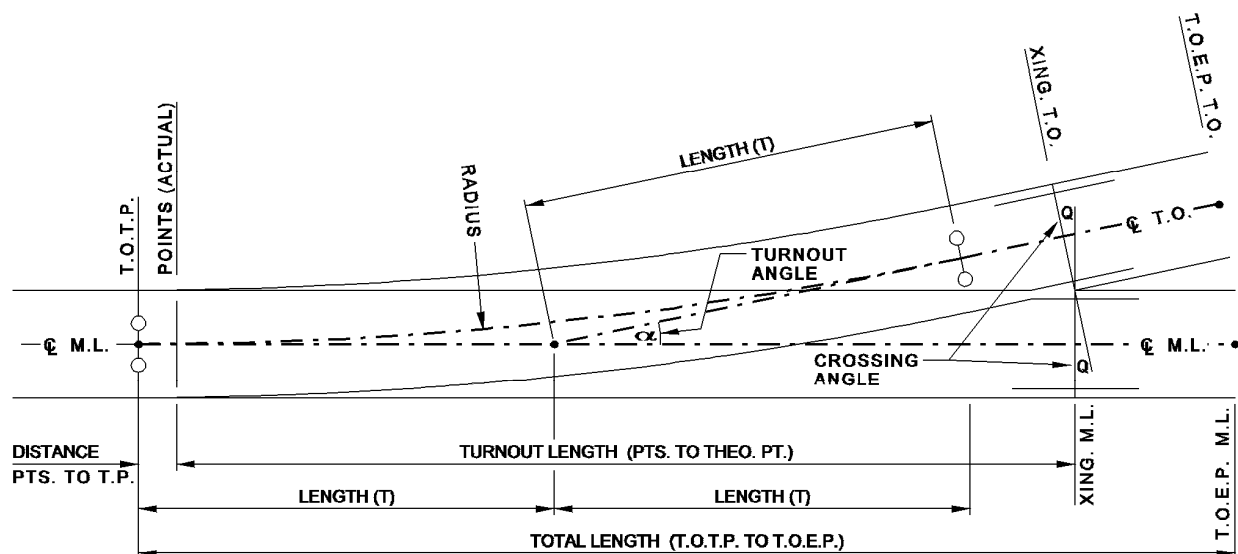 T.O.T.P.
POINTS (ACTUAL)
RADIUS
LENGTH (T)
XING. T.O.
T.O.E.P. T.O.
TURNOUT
ANGLE
α
Q
℄ T.O.
℄ M.L.
℄ M.L.
CROSSING
ANGLE
Q
DISTANCE
PTS. TO T.P.
TURNOUT LENGTH (PTS. TO THEO. PT.)
XING. M.L.
T.O.E.P. M.L.
LENGTH (T)
LENGTH (T)
TOTAL LENGTH (T.O.T.P. TO T.O.E.P.)